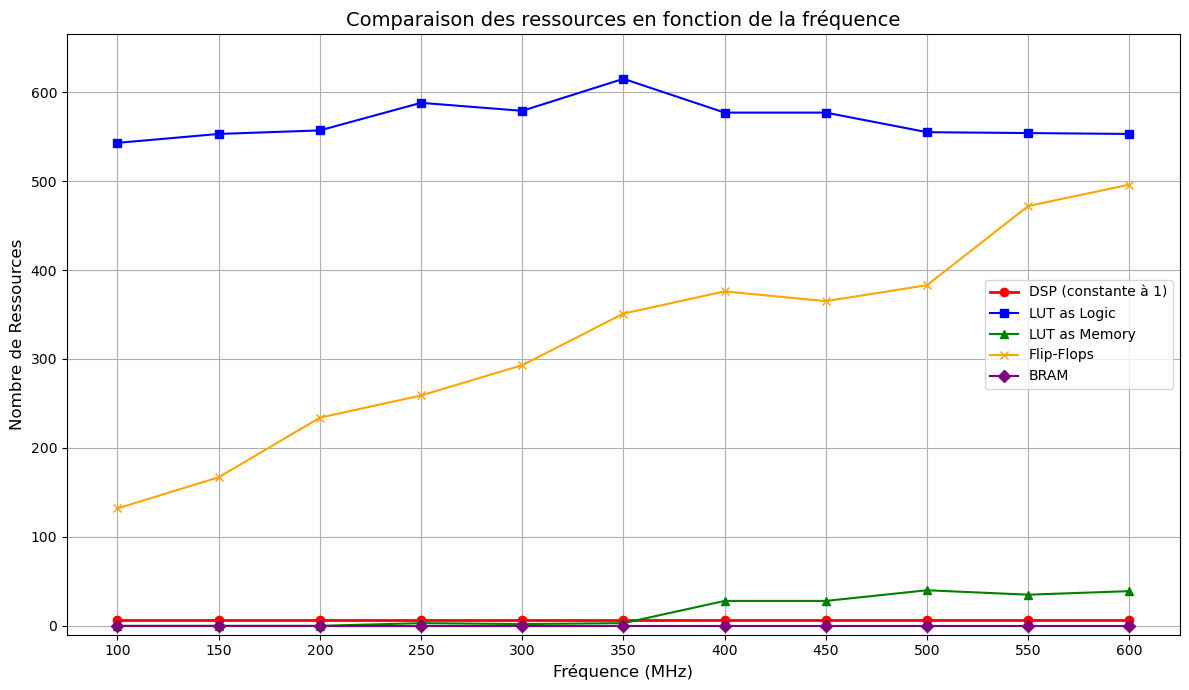 Comparaison des ressources en fonction de la fréquence
Nombre de Ressources
600
500
400
300
200
100
0
DSP (constante à 1)
LUT as Logic
LUT as Memory
Flip-Flops
BRAM
100 150 200 250 300 350 400 450 500 550 600
Fréquence (MHz)